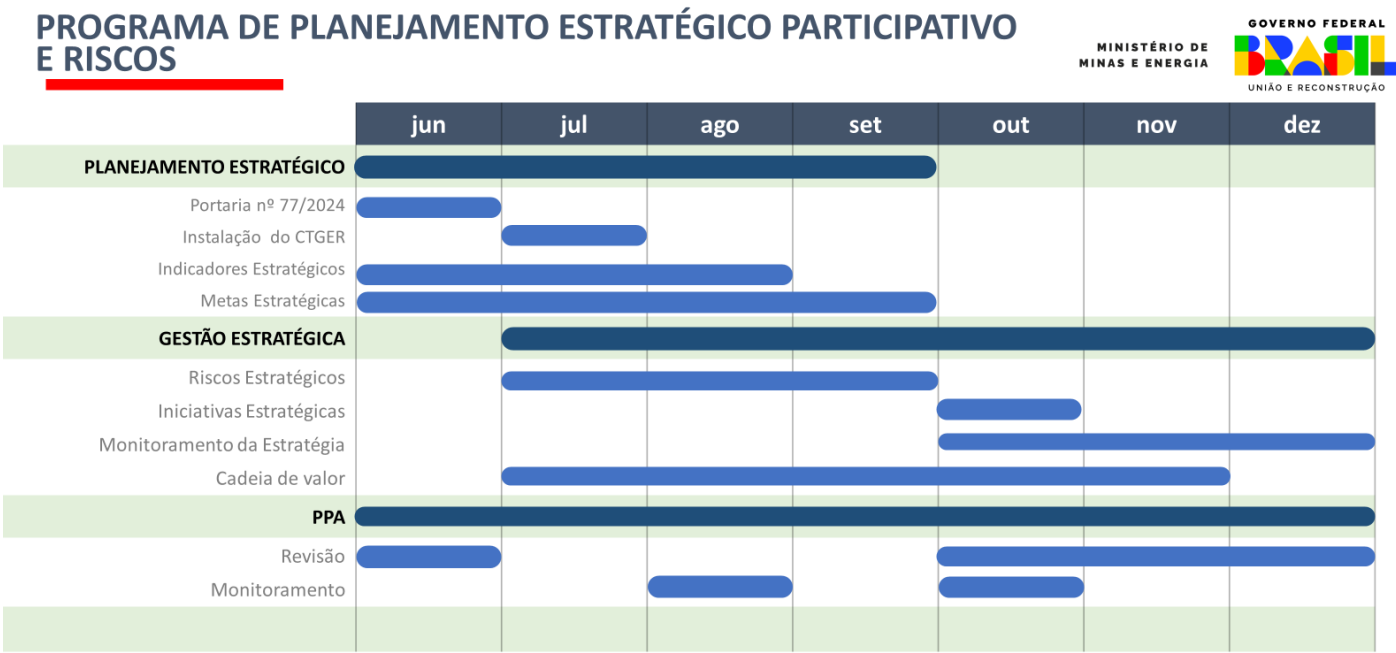 PROGRAMA DE PLANEJAMENTO ESTRATÉGICO PARTICIPATIVO
E RISCOS
MINISTÉRIO DE
MINAS E ENERGIA
GOVERNO FEDERAL
BRASIL
UNIÃO E RECONSTRUÇÃO
jun jul ago set out nov dez
PLANEJAMENTO ESTRATÉGICO
Portaria nº 77/2024
Instalação do CTGER
Indicadores Estratégicos
Metas Estratégicas
GESTÃO ESTRATÉGICA
Riscos Estratégicos
Iniciativas Estratégicas
Monitoramento da Estratégia
Cadeia de valor
PPA
Revisão
Monitoramento